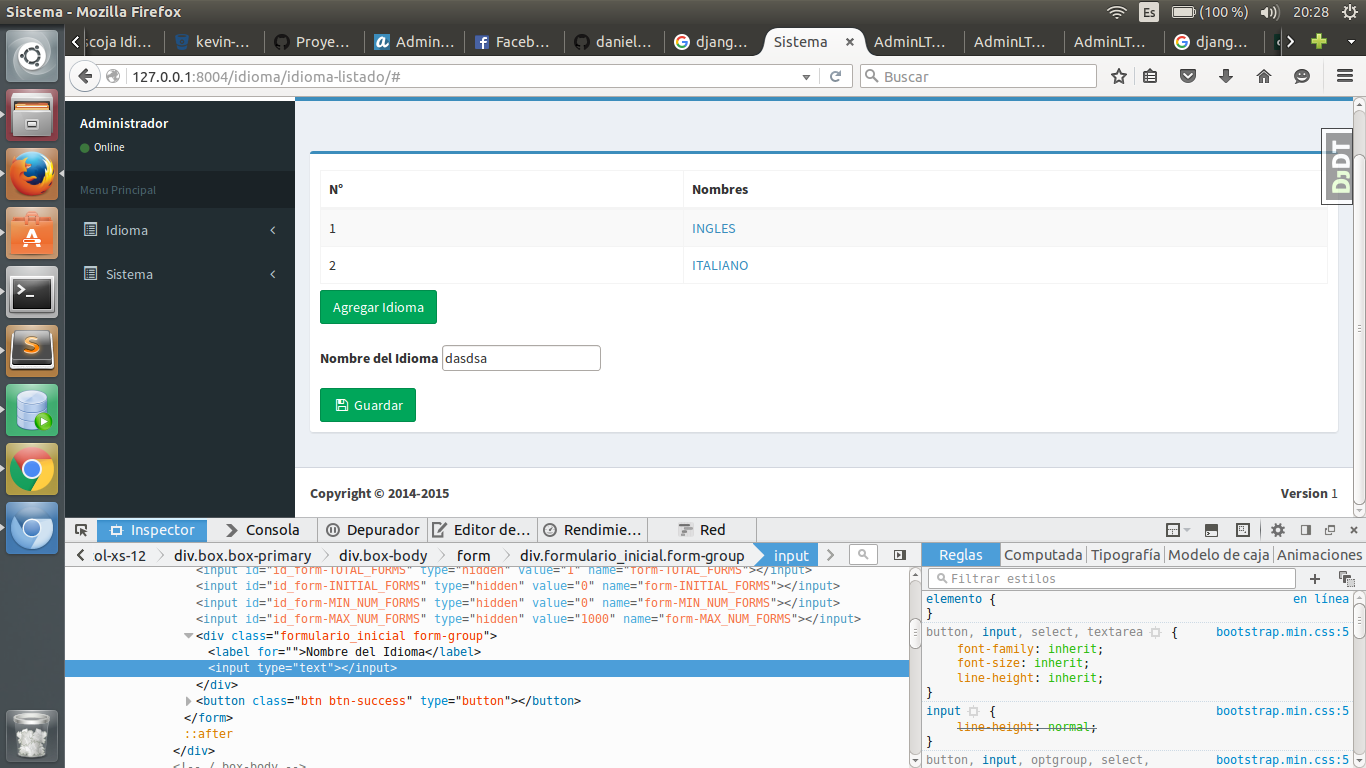 Sistema - Mozilla Firefox
Es
(100 %)
20:28
scoja Idi...
kevin-...
Proye...
Admin...
Faceb...
daniel...
djang...
Sistema
AdminLT...
AdminLT...
AdminLT...
djang...
127.0.0.1:8004/idioma/idioma-listado/#
Buscar
Administrador
Online
Menu Principal
Idioma
Sistema
N° Nombres
1 INGLES
2 ITALIANO
Agregar Idioma
Nombre del Idioma dasdsa
Guardar
DJDT
Copyright © 2014-2015
Version 1
Inspector
Consola
Depurador
Editor de...
Rendimie...
Red
ol-xs-12
div.box.box-primary
div.box-body
form
div.formulario_inicial.form-group
input
<input id="id_form-TOTAL_FORMS" type="hidden" value="1" name="form-TOTAL_FORMS"></input>
<input id="id_form-INITIAL_FORMS" type="hidden" value="0" name="form-INITIAL_FORMS"></input>
<input id="id_form-MIN_NUM_FORMS" type="hidden" value="0" name="form-MIN_NUM_FORMS"></input>
<input id="id_form-MAX_NUM_FORMS" type="hidden" value="1000" name="form-MAX_NUM_FORMS"></input>
<div class="formulario_inicial form-group">
<label for="">Nombre del Idioma</label>
<input type="text"></input>
</div>
<button class="btn btn-success" type="button"></button>
</form>
::after
</div>
<!-- /.box-body -->
Reglas
Computada
Tipografía
Modelo de caja
Animaciones
Filtrar estilos
elemento { en línea
}
button, input, select, textarea { bootstrap.min.css:5
font-family: inherit;
font-size: inherit;
line-height: inherit;
}
input { bootstrap.min.css:5
line-height: normal;
}
button, input, optgroup, select, bootstrap.min.css:5